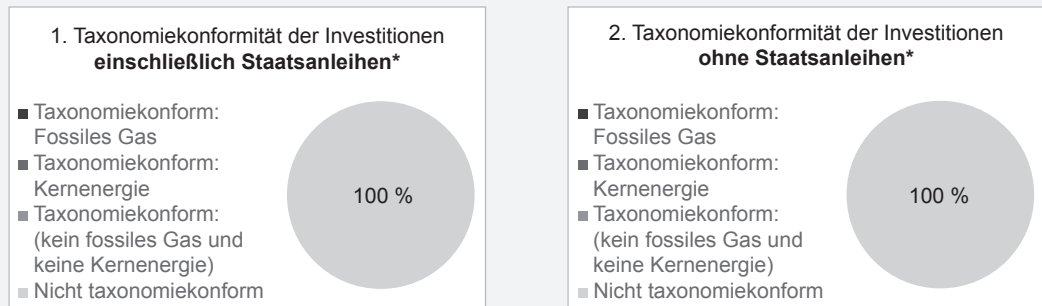 1. Taxonomiekonformität der Investitionen
einschließlich Staatsanleihen*
Taxonomiekonform:
Fossiles Gas
Taxonomiekonform:
Kernenergie
Taxonomiekonform:
(kein fossiles Gas und
keine Kernenergie)
Nicht taxonomiekonform
100 %
2. Taxonomiekonformität der Investitionen
ohne Staatsanleihen*
Taxonomiekonform:
Fossiles Gas
Taxonomiekonform:
Kernenergie
Taxonomiekonform:
(kein fossiles Gas und
keine Kernenergie)
Nicht taxonomiekonform
100 %